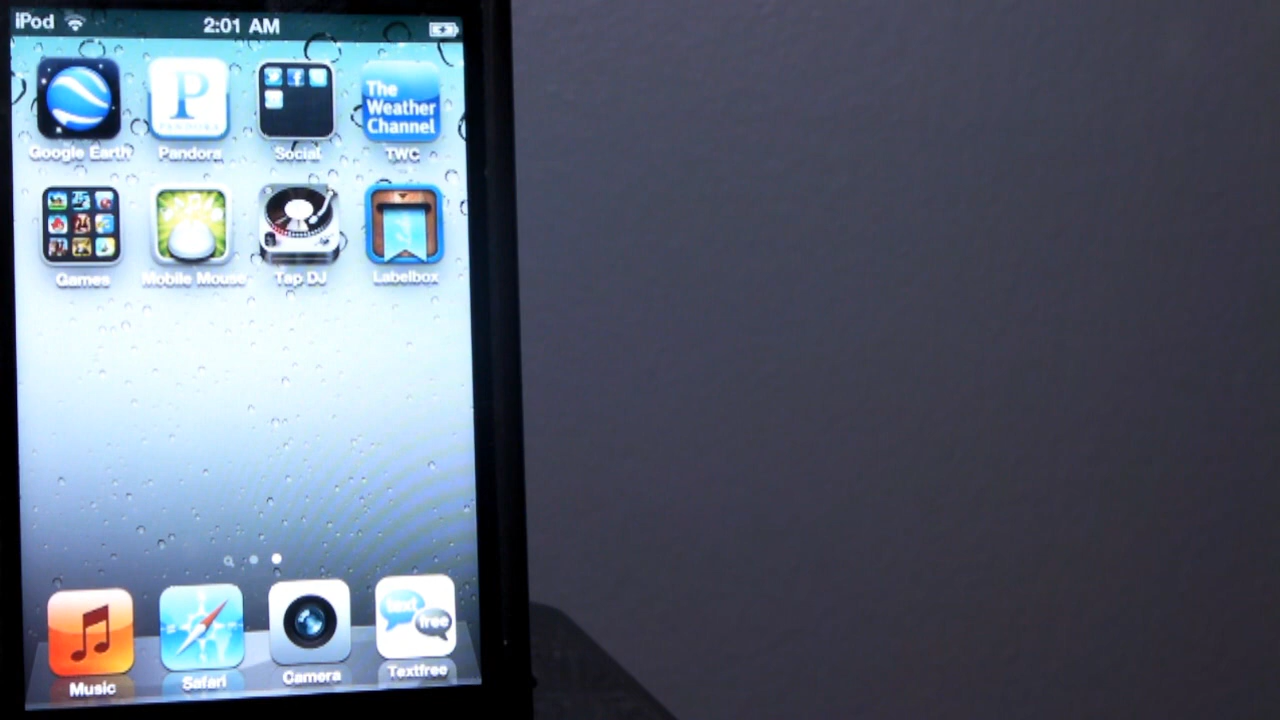 iPod 2:01 AM
P
PANDORA
The
Weather
Channel
Google Earth Pandora Social TWC
Games Mobile Mouse Tap DJ Labelbox
text
free
Music Safari Camera Textfree